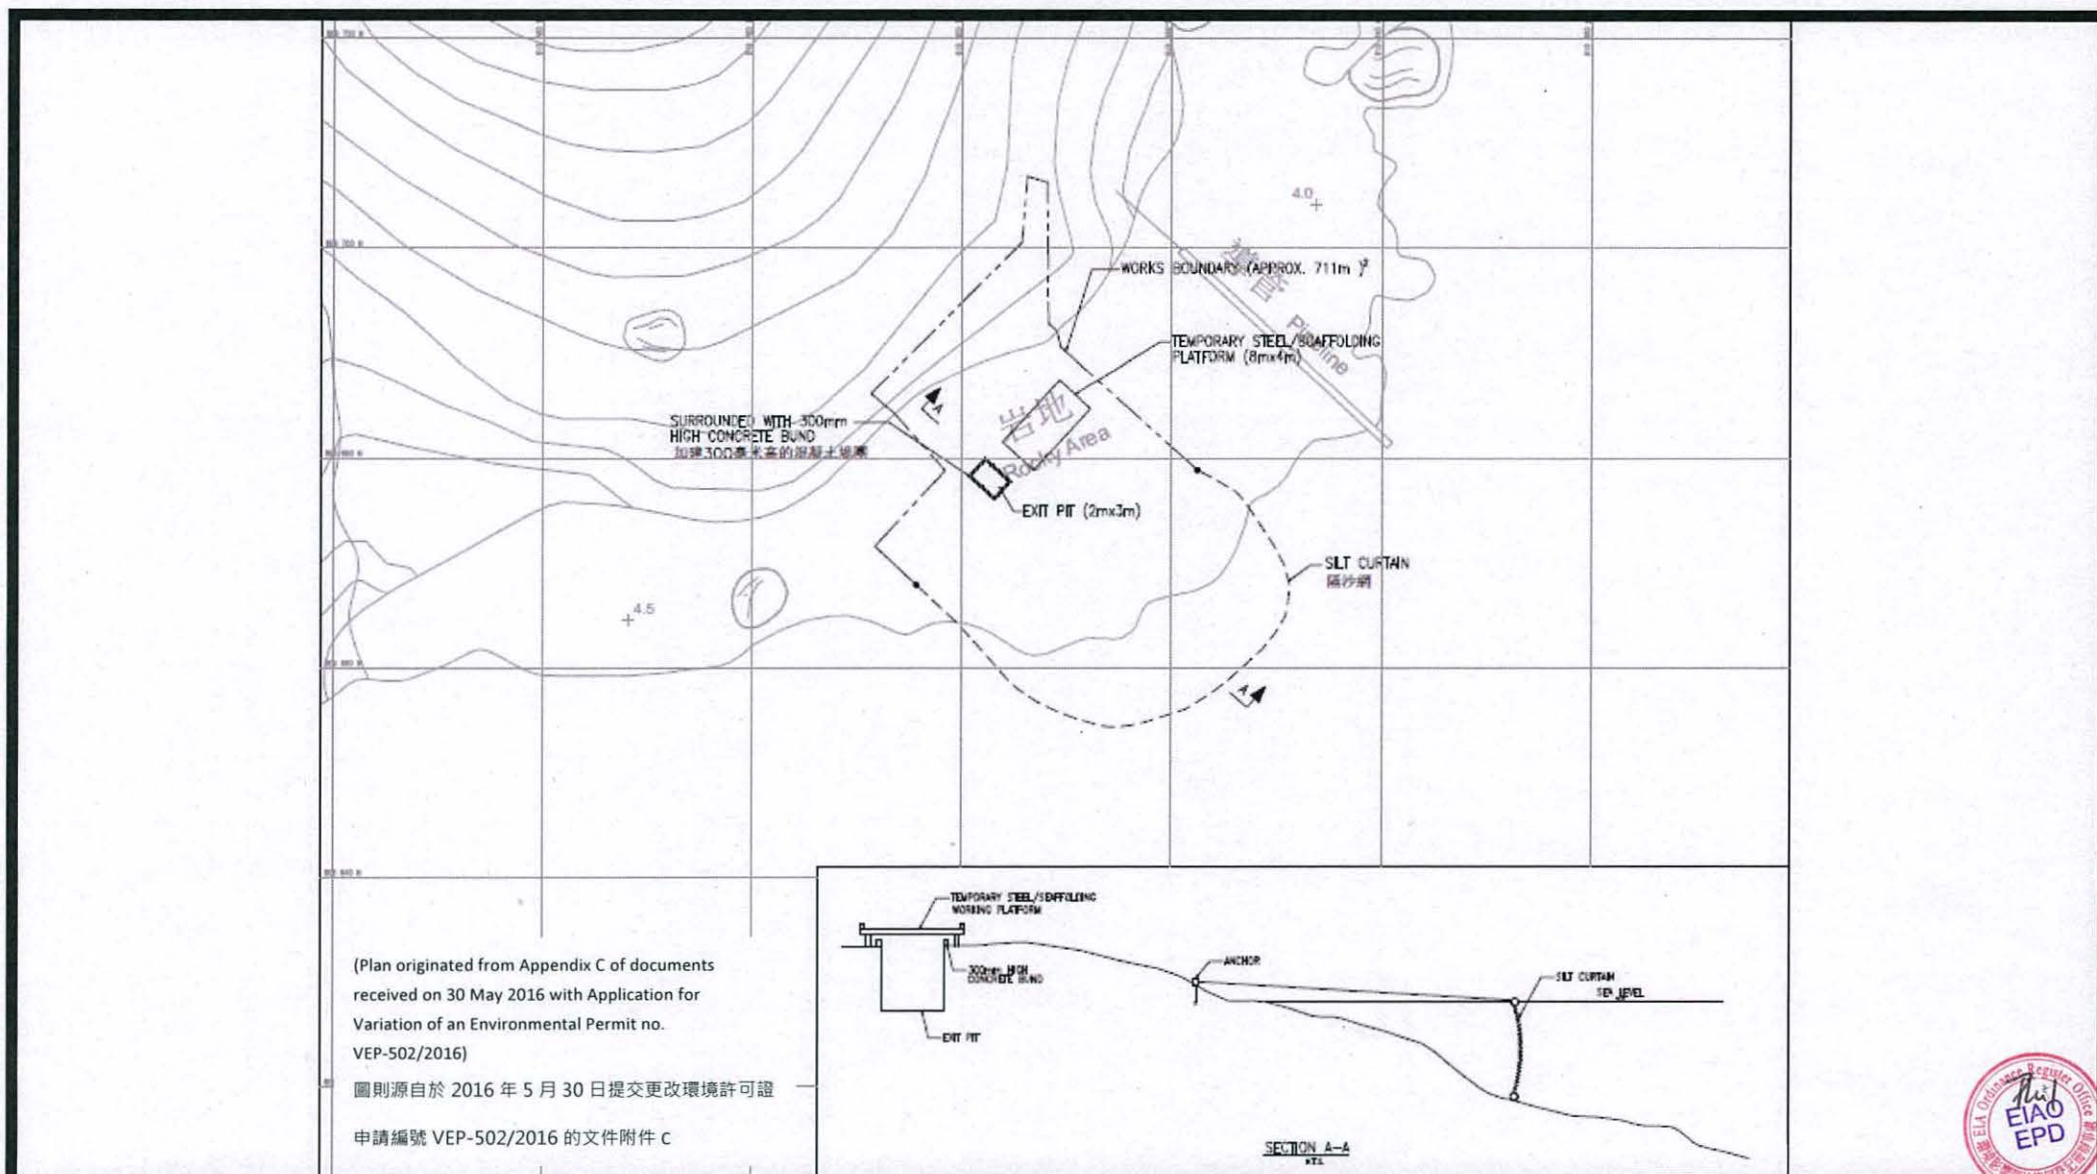 4.0
WORKS BOUNDARY (APPROX. 711m )²
Pipeline
TEMPORARY STEEL/SCAFFOLDING
PLATFORM (8mx4m)
A
岩地
Rocky Area
SURROUNDED WITH 300mm
HIGH CONCRETE BUND
加建300毫米高的混凝土堤壆
EXIT PIT (2mx3m)
SILT CURTAIN
隔沙網
4.5
A
TEMPORARY STEEL/SCAFFOLDING
WORKING PLATFORM
300mm HIGH
CONCRETE BUND
EXIT PIT
ANCHOR
SILT CURTAIN
SEA LEVEL
SECTION A-A
N.T.S.
(Plan originated from Appendix C of documents
received on 30 May 2016 with Application for
Variation of an Environmental Permit no.
VEP-502/2016)
圖則源自於 2016 年 5 月 30 日提交更改環境許可證
申請編號 VEP-502/2016 的文件附件 C
EIA Ordinance Register Office
EIAO
EPD